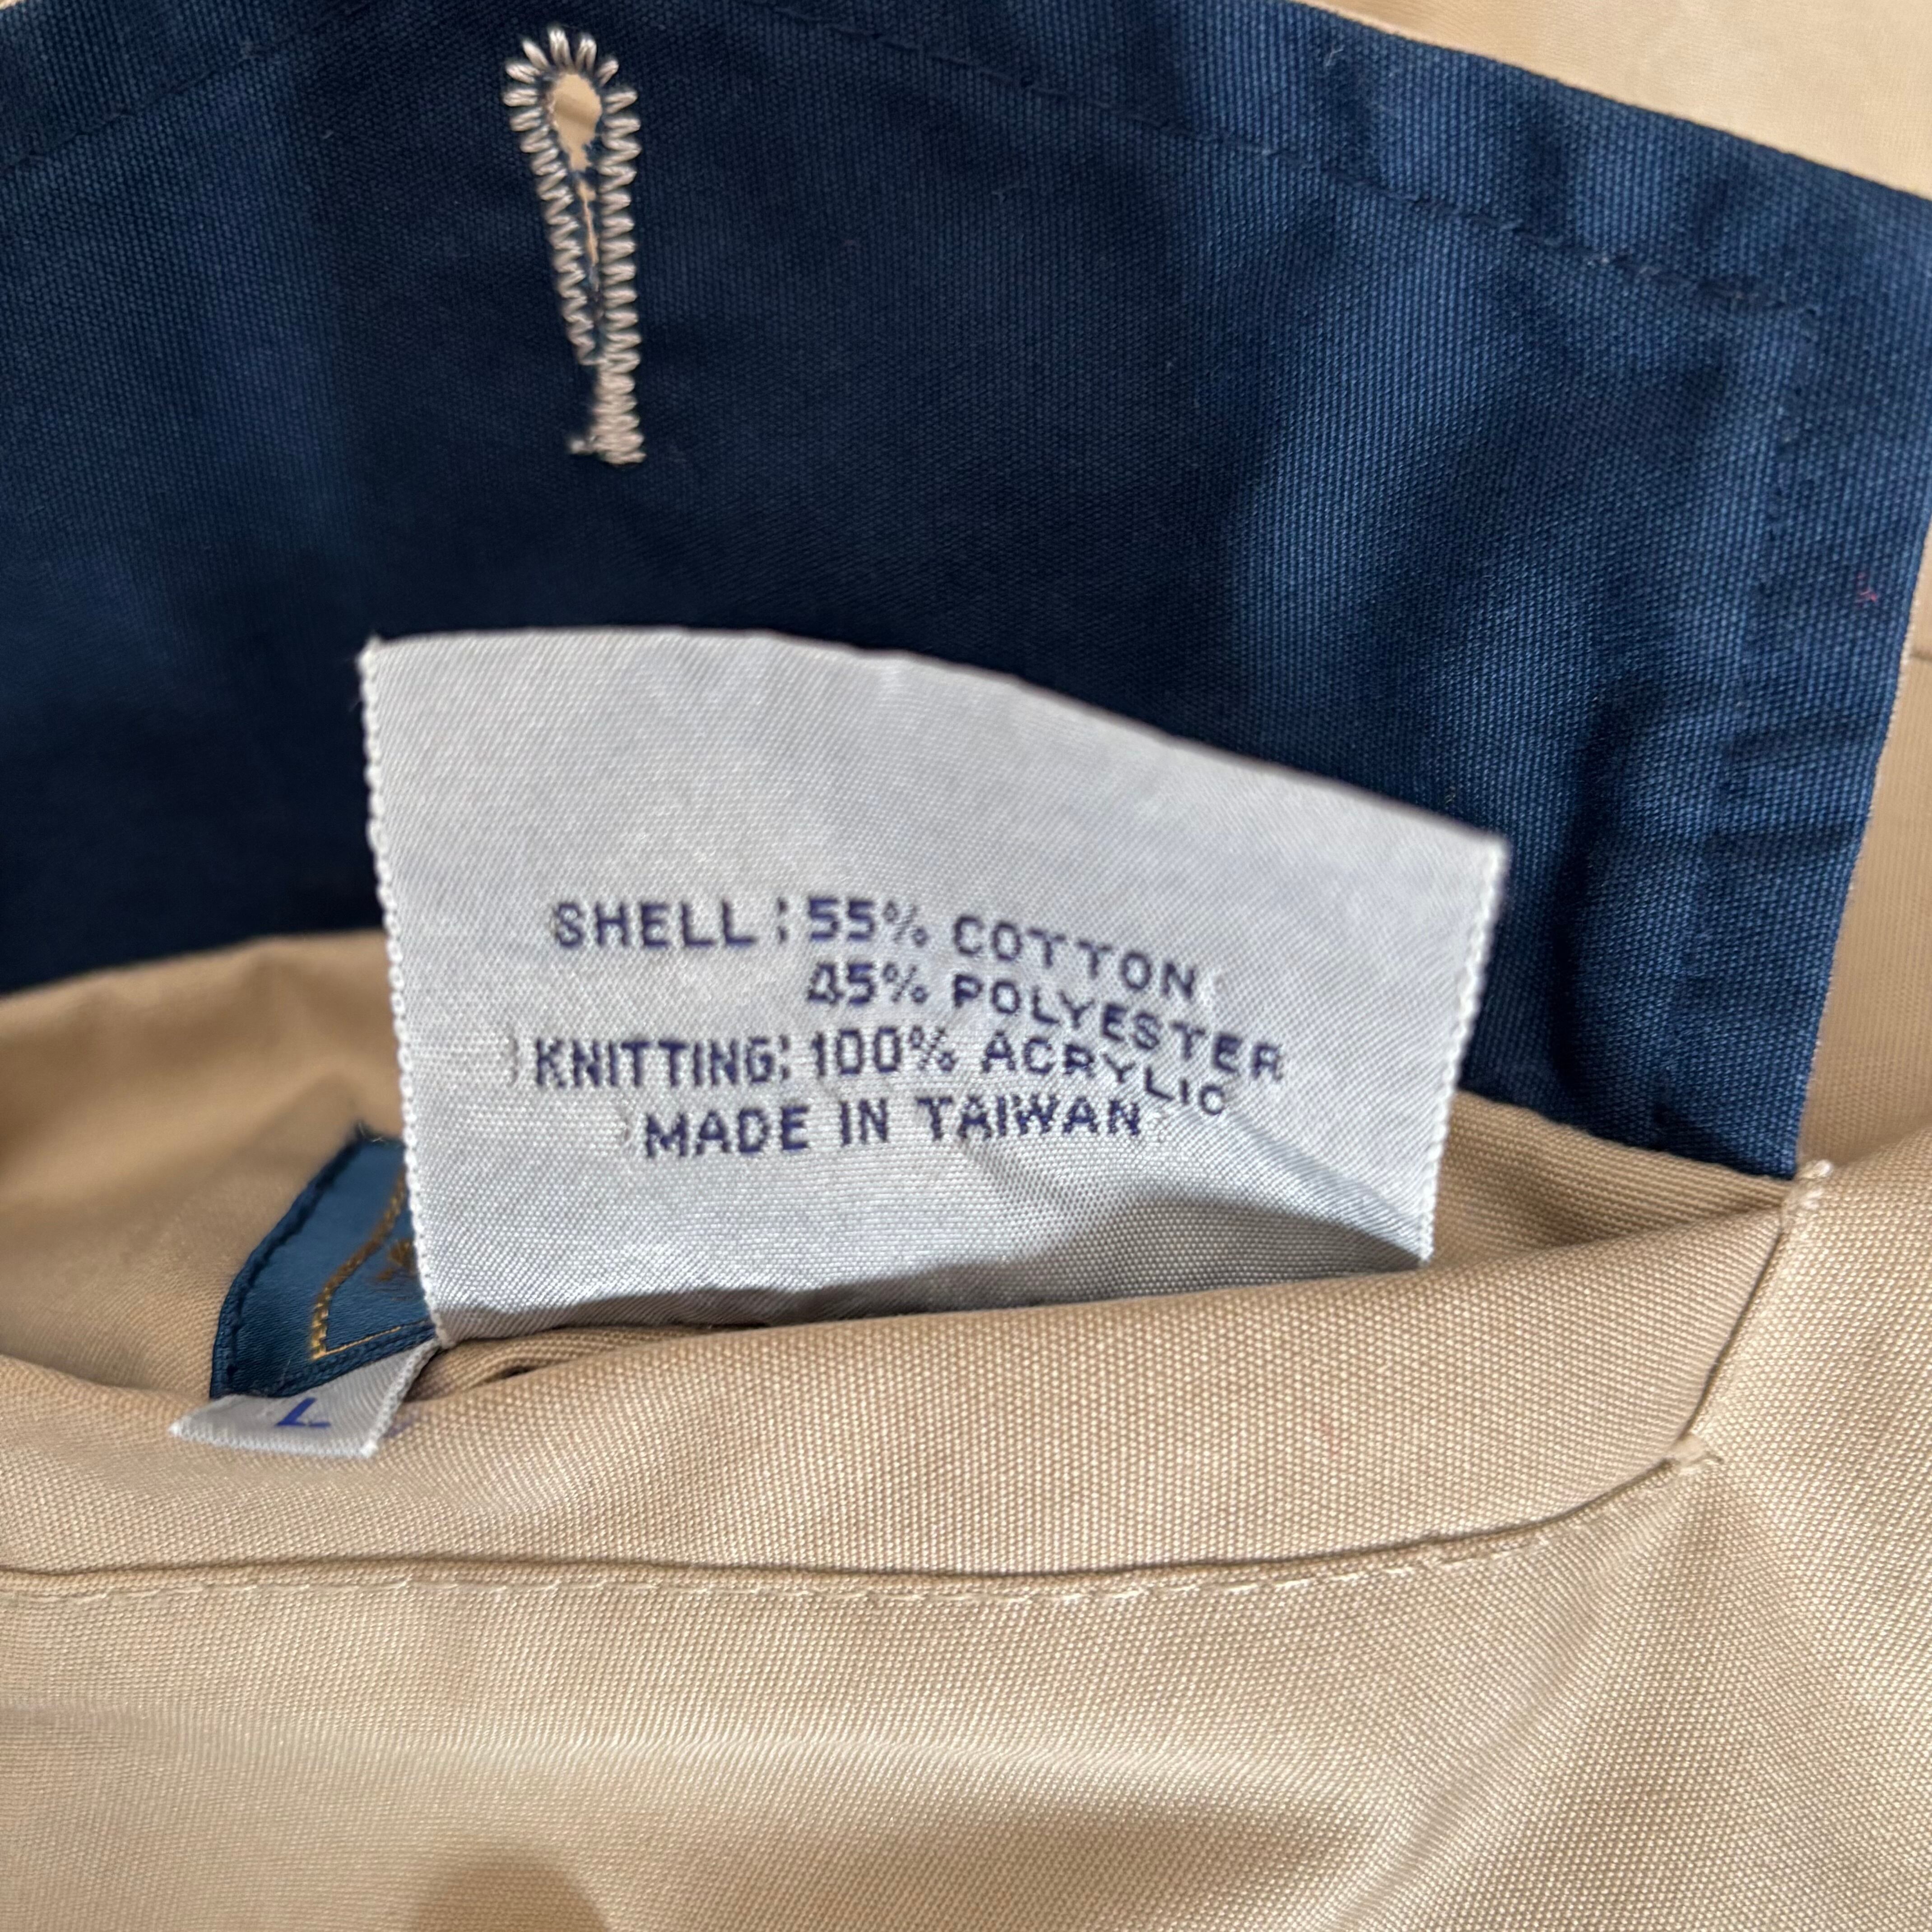 SHELL: 55% COTTON
45% POLYESTER
KNITTING: 100% ACRYLIC
MADE IN TAIWAN
L